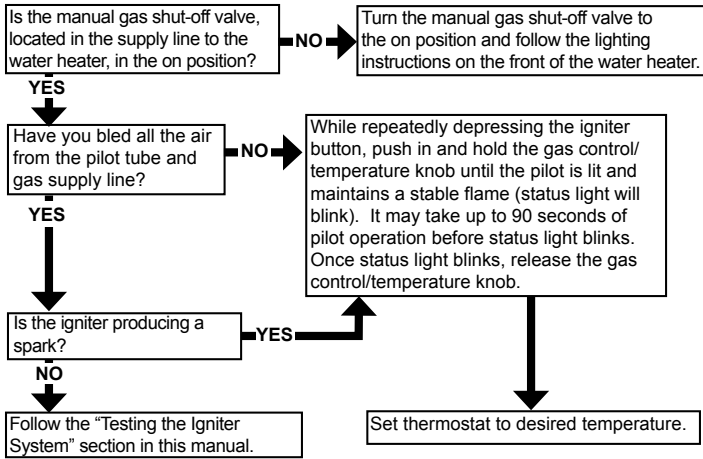 Is the manual gas shut-off valve,
located in the supply line to the
water heater, in the on position?
NO
Turn the manual gas shut-off valve to
the on position and follow the lighting
instructions on the front of the water heater.
YES
Have you bled all the air
from the pilot tube and
gas supply line?
NO
While repeatedly depressing the igniter
button, push in and hold the gas control/
temperature knob until the pilot is lit and
maintains a stable flame (status light will
blink).  It may take up to 90 seconds of
pilot operation before status light blinks.
Once status light blinks, release the gas
control/temperature knob.
YES
Is the igniter producing a
spark?
YES
NO
Follow the “Testing the Igniter
System” section in this manual.
Set thermostat to desired temperature.